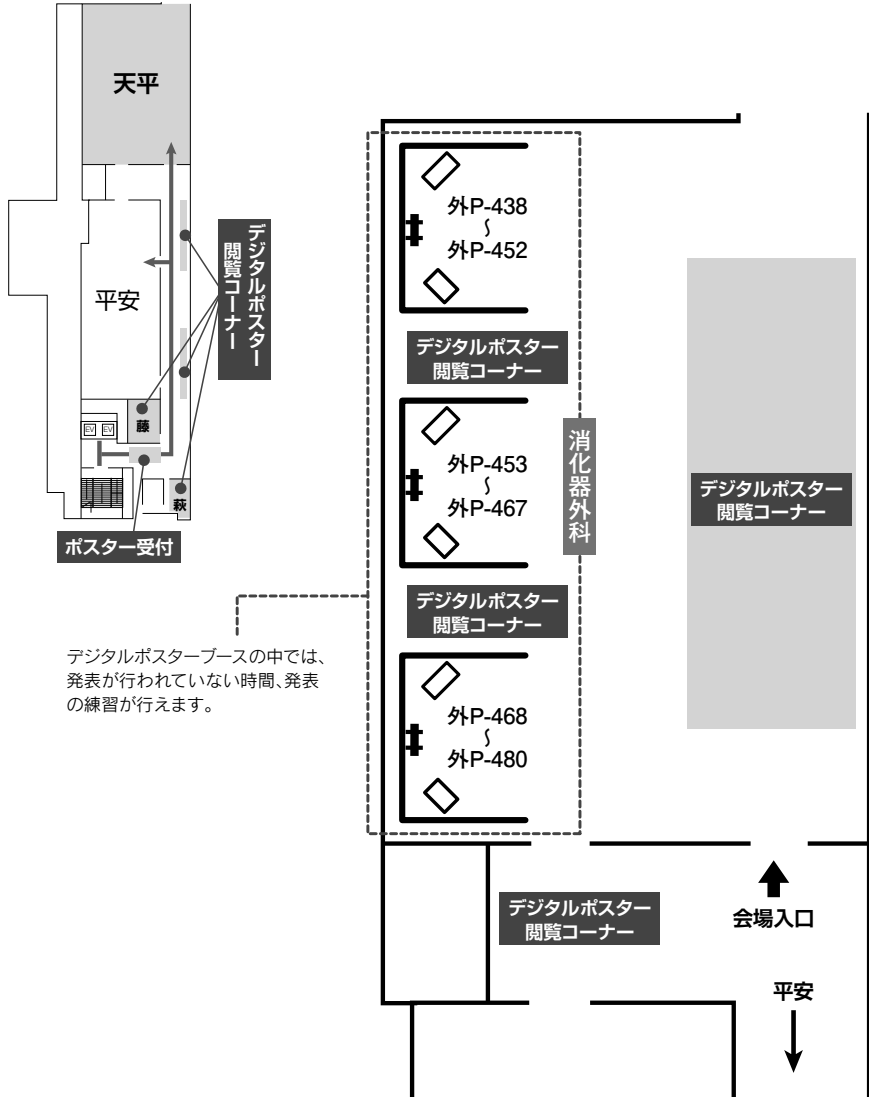 天平
平安
デジタルポスター
閲覧コーナー
EV
EV
藤
萩
ポスター受付
デジタルポスターブースの中では、
発表が行われていない時間、発表
の練習が行えます。
外P-438
〜
外P-452
デジタルポスター
閲覧コーナー
外P-453
〜
外P-467
デジタルポスター
閲覧コーナー
外P-468
〜
外P-480
消化器外科
デジタルポスター
閲覧コーナー
デジタルポスター
閲覧コーナー
会場入口
平安